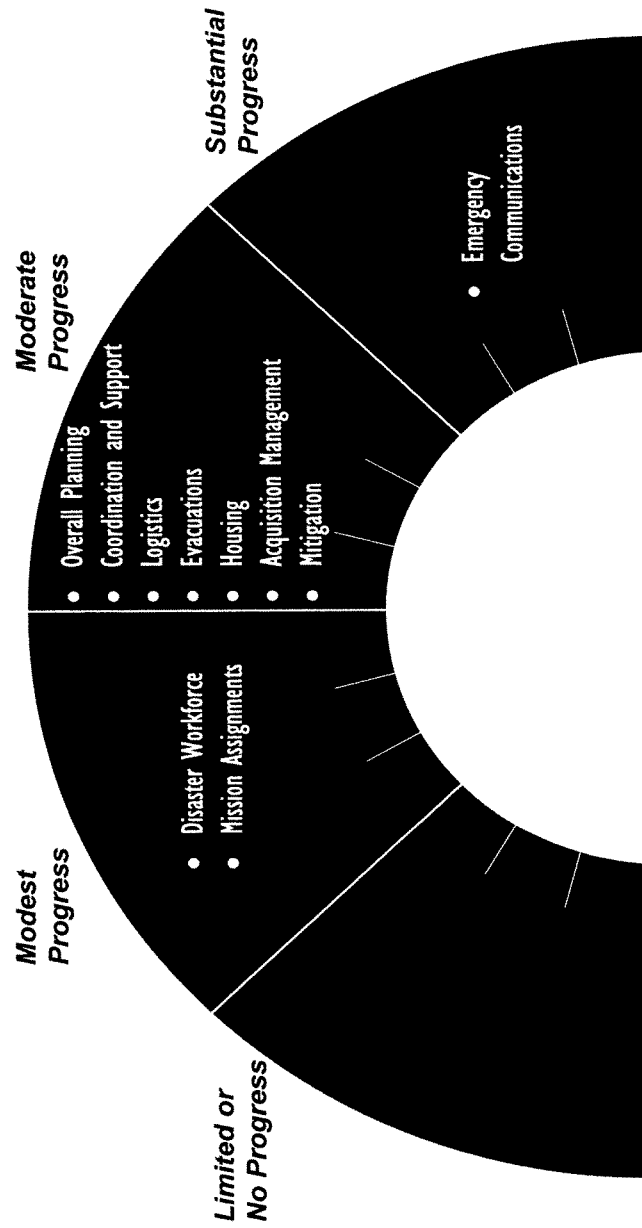 Limited or
No Progress
Modest
Progress
• Disaster Workforce
• Mission Assignments
Moderate
Progress
• Overall Planning
• Coordination and Support
• Logistics
• Evacuations
• Housing
• Acquisition Management
• Mitigation
Substantial
Progress
• Emergency
Communications